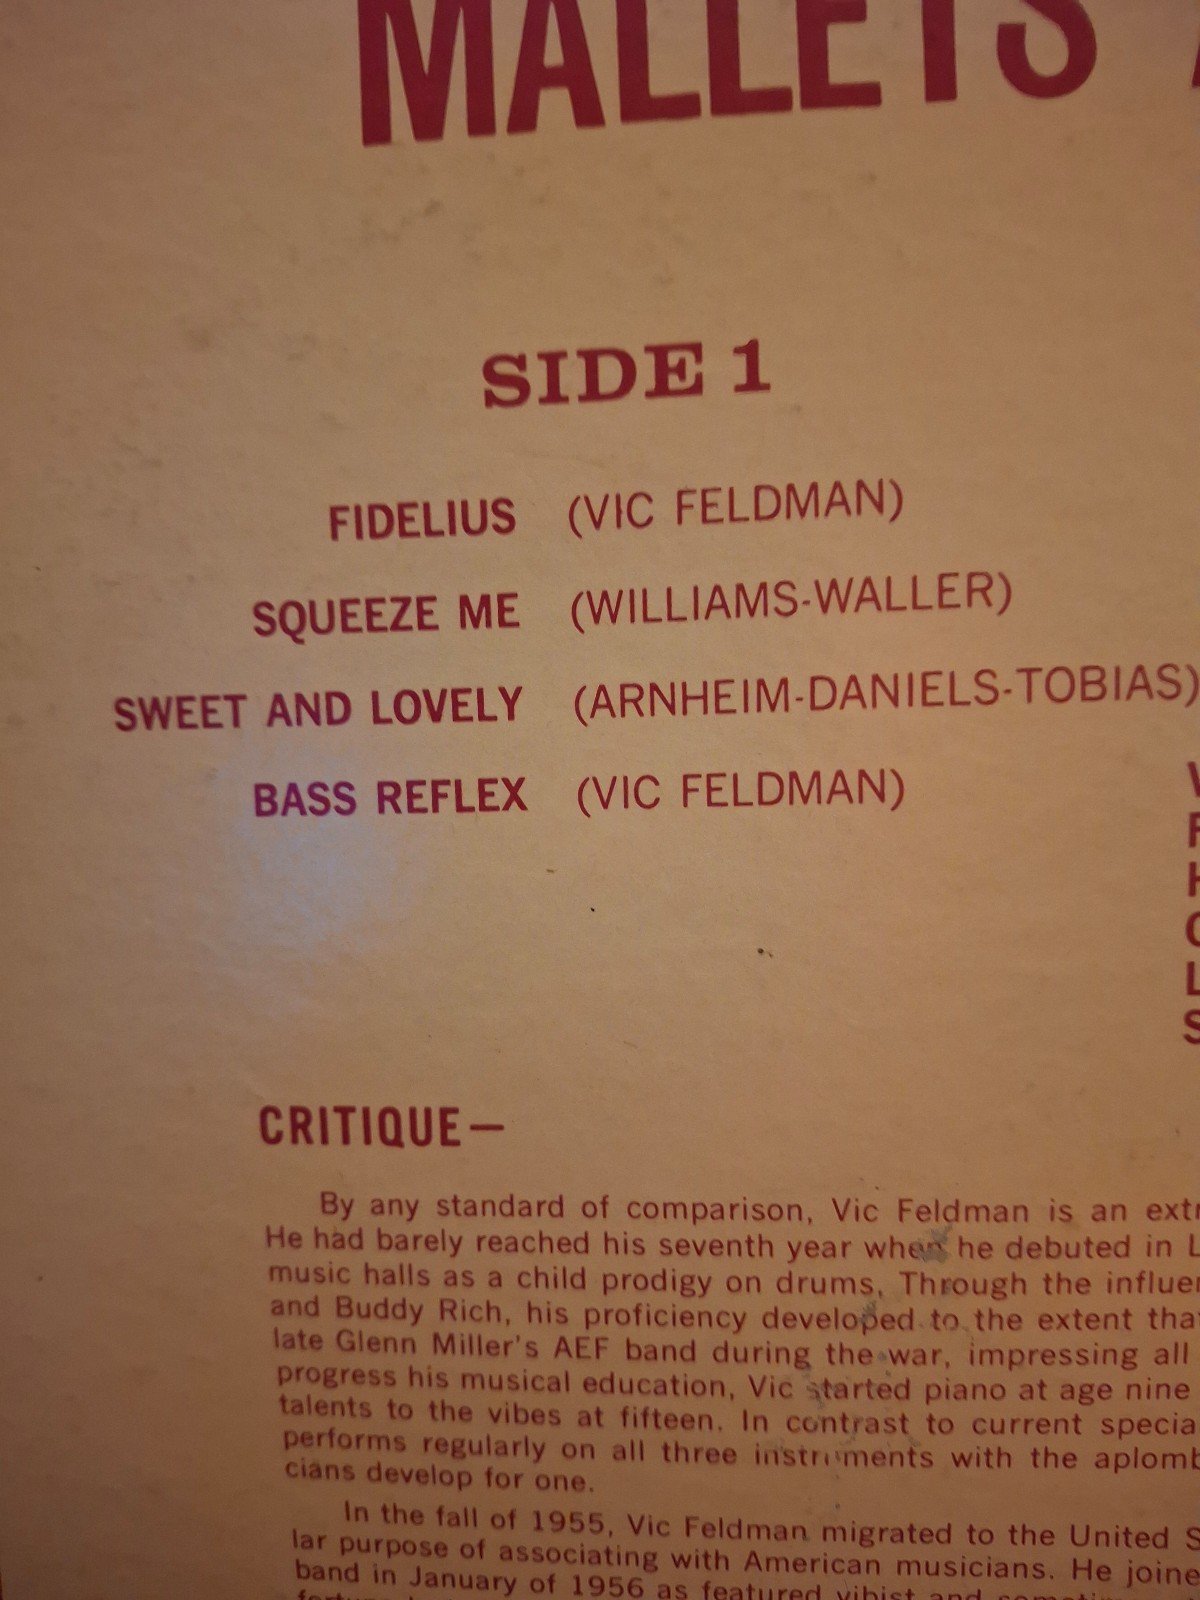 MALLETS
SIDE 1
FIDELIUS (VIC FELDMAN)
SQUEEZE ME (WILLIAMS-WALLER)
SWEET AND LOVELY (ARNHEIM-DANIELS-TOBIAS)
BASS REFLEX (VIC FELDMAN)
CRITIQUE—
By any standard of comparison, Vic Feldman is an
He had barely reached his seventh year when he debuted in
music halls as a child prodigy on drums. Through the
and Buddy Rich, his proficiency developed to the extent
late Glenn Miller's AEF band during the war, impressing all
progress his musical education, Vic started piano at age nine
talents to the vibes at fifteen. In contrast to current
performs regularly on all three instruments with the
cians develop for one.
In the fall of 1955, Vic Feldman migrated to the United
lar purpose of associating with American musicians. He
band in January of 1956 as featured vibist and